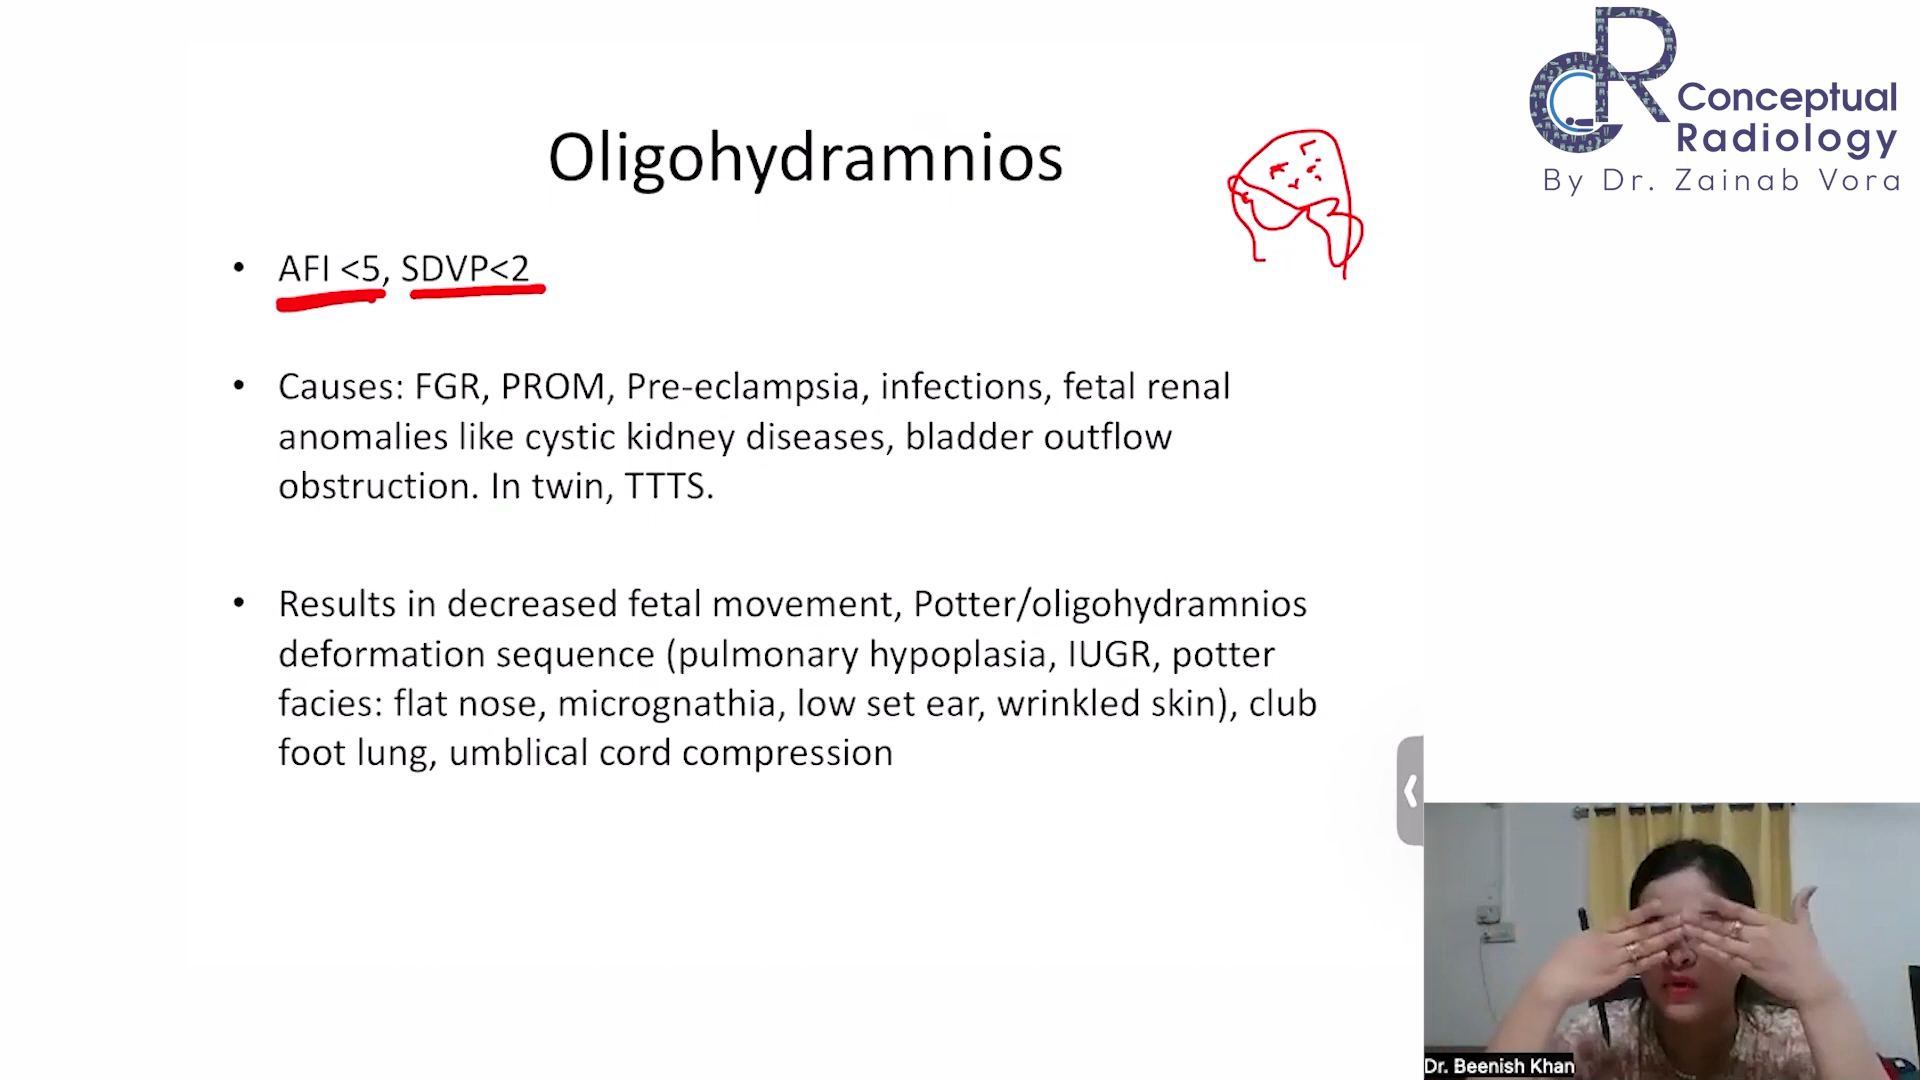 CR
Conceptual
Radiology
By Dr. Zainab Vora
Oligohydramnios
• AFI <5, SDVP<2
• Causes: FGR, PROM, Pre-eclampsia, infections, fetal renal
anomalies like cystic kidney diseases, bladder outflow
obstruction. In twin, TTTS.
• Results in decreased fetal movement, Potter/oligohydramnios
deformation sequence (pulmonary hypoplasia, IUGR, potter
facies: flat nose, micrognathia, low set ear, wrinkled skin), club
foot lung, umblical cord compression
Dr. Beenish Khan